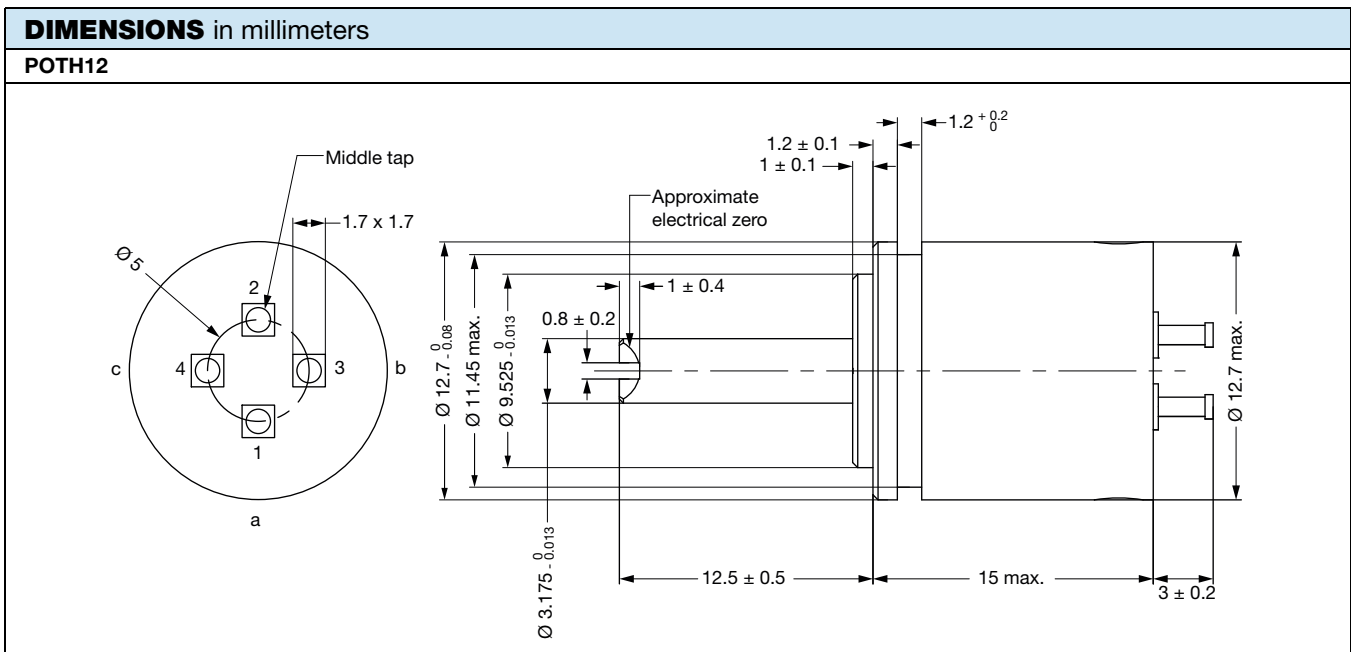 DIMENSIONS in millimeters
POTH12
Middle tap
1.7 x 1.7
Ø 5
2
c
4
3
b
1
a
1.2 + 0.2 0
1.2 ± 0.1
1 ± 0.1
Approximate
electrical zero
1 ± 0.4
0.8 ± 0.2
Ø 12.7 - 0 0.08
Ø 11.45 max.
Ø 9.525 - 0 0.013
Ø 3.175 - 0 0.013
Ø 12.7 max.
12.5 ± 0.5
15 max.
3 ± 0.2